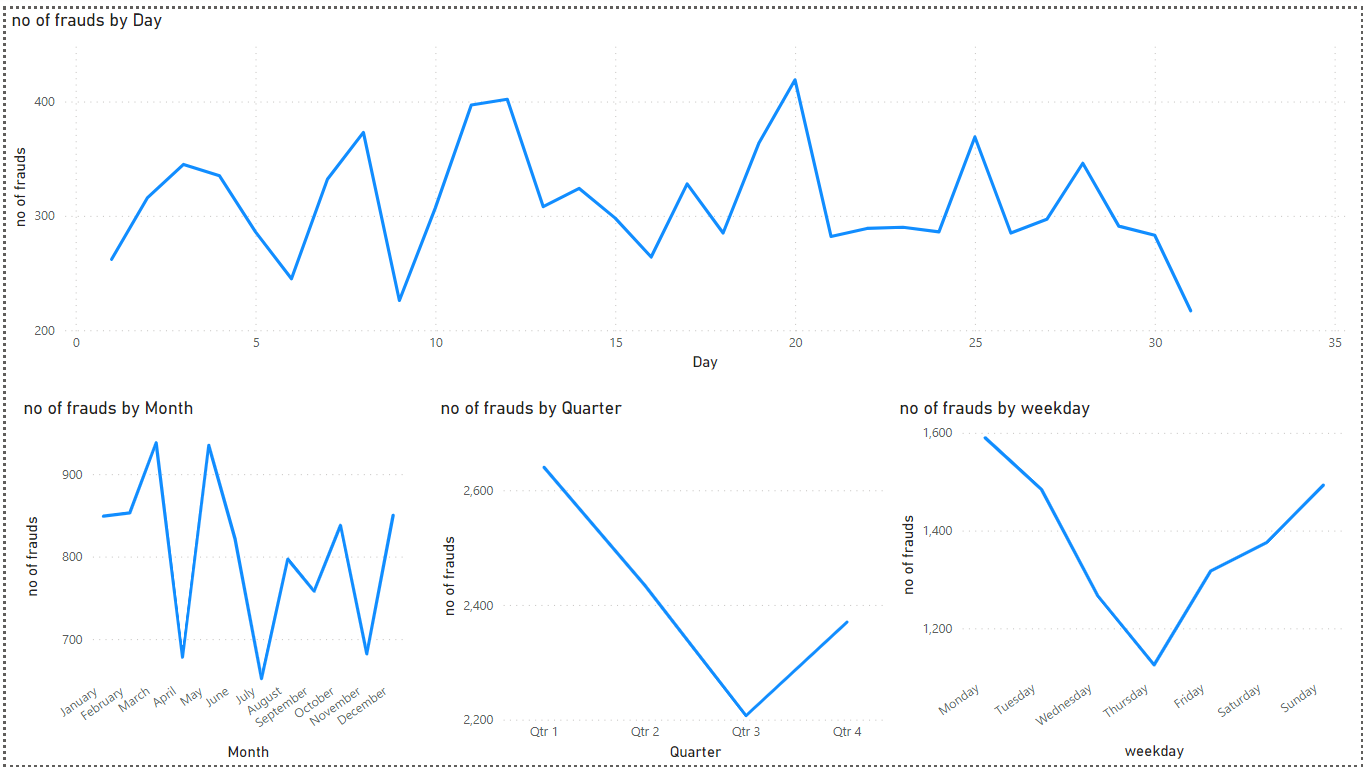 no of frauds by Day
400
300
200
no of frauds
0 5 10 15 20 25 30 35
Day
no of frauds by Month
900
800
700
no of frauds
January February March April May June July August September October November December
Month
no of frauds by Quarter
2,600
2,400
2,200
no of frauds
Qtr 1 Qtr 2 Qtr 3 Qtr 4
Quarter
no of frauds by weekday
1,600
1,400
1,200
no of frauds
Monday Tuesday Wednesday Thursday Friday Saturday Sunday
weekday